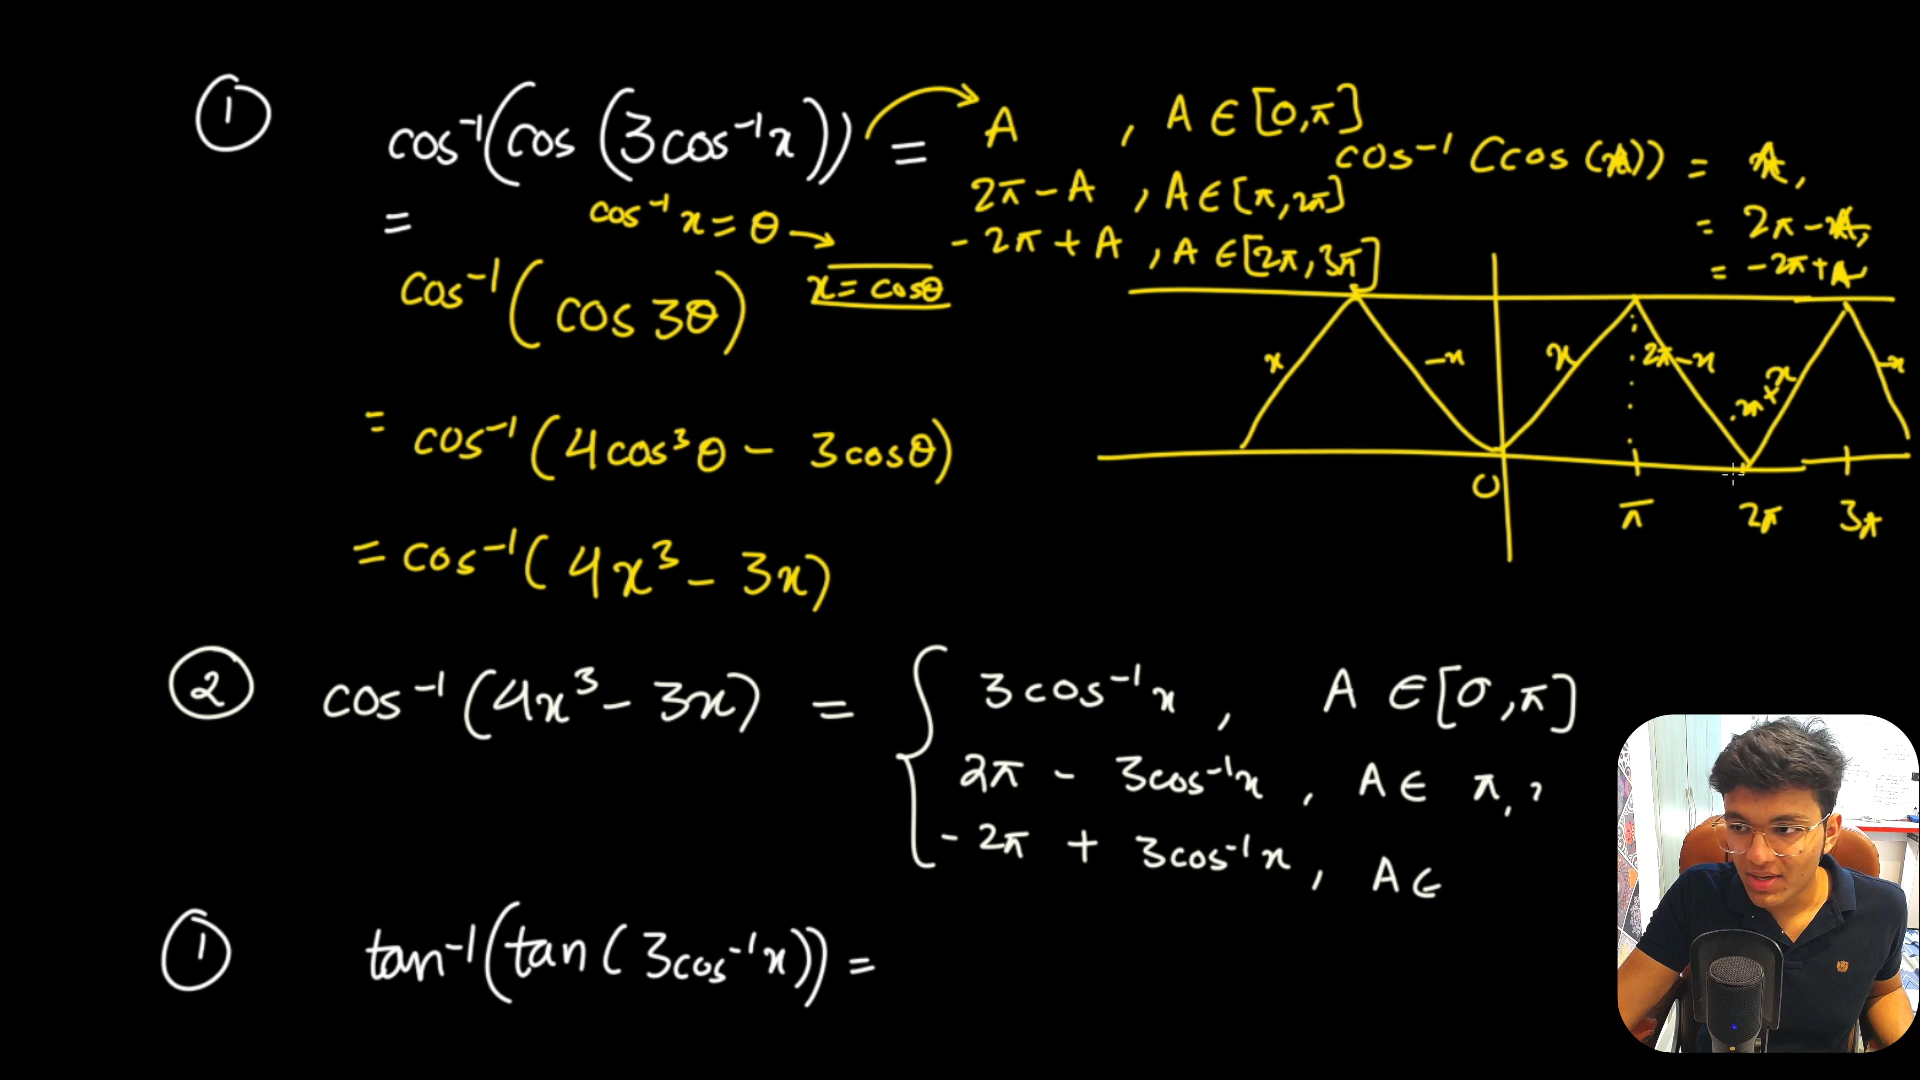 ① cos⁻¹(cos (3cos⁻¹x)) = A , A ∈ [0,π]
cos⁻¹ (cos (A)) = A,
= cos⁻¹ x = θ → 2π - A , A ∈ [π,2π]
= 2π - A,
x = cosθ - 2π + A , A ∈ [2π,3π]
= -2π + A
cos⁻¹ ( cos 3θ )
x -x x 2π - x -2π + x -x
= cos⁻¹ (4cos³θ - 3cosθ)
0 π 2π 3π
= cos⁻¹ (4x³ - 3x)
② cos⁻¹ (4x³ - 3x) = { 3cos⁻¹x , A ∈ [0,π]
2π - 3cos⁻¹x , A ∈ π, 2
- 2π + 3cos⁻¹x , A ∈
① tan⁻¹(tan ( 3cos⁻¹x)) =